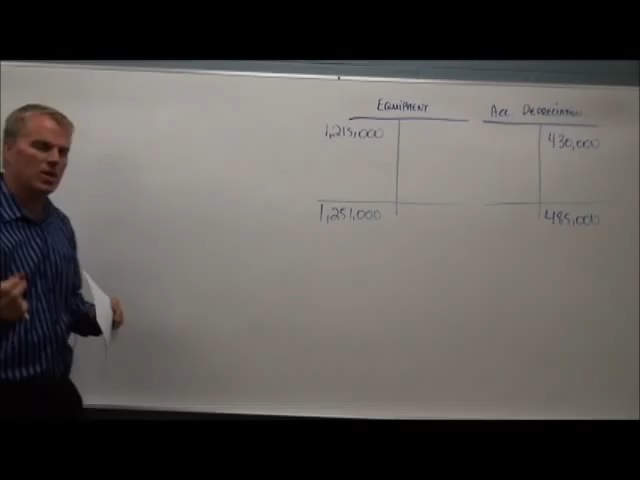 EQUIPMENT
1,215,000
1,251,000
Acc DEPRECIATION
430,000
485,000